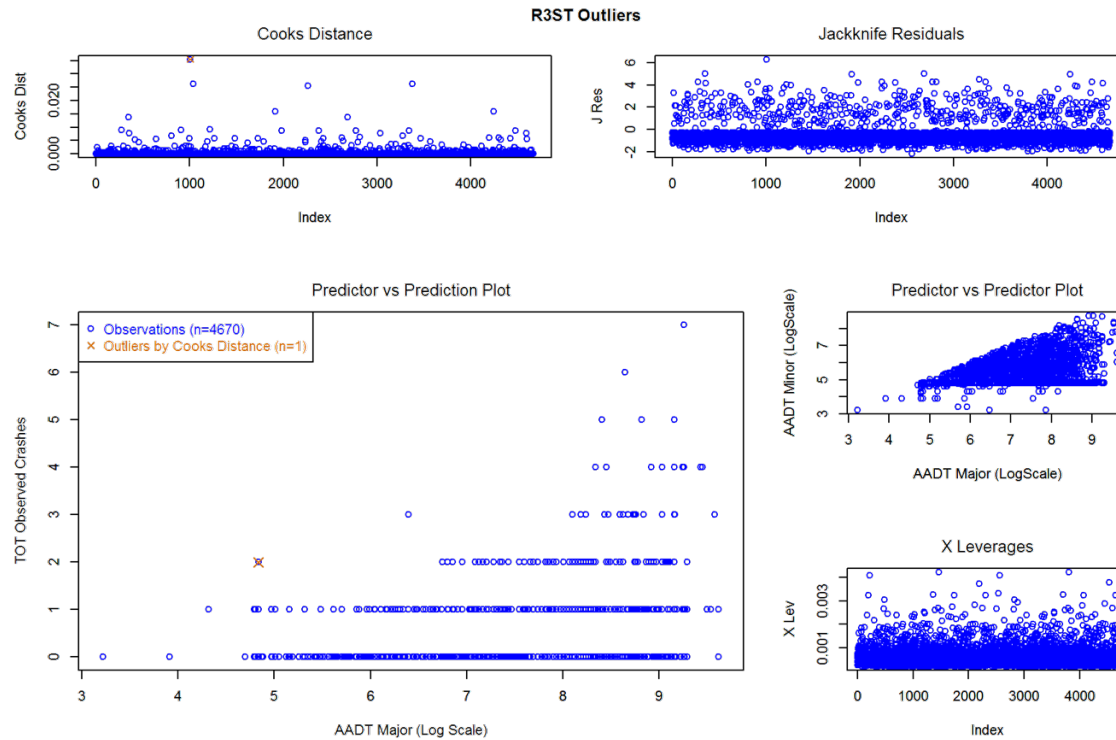 R3ST Outliers
Cooks Distance
Cooks Dist
0.000
0.020
0 1000 2000 3000 4000
Index
Jackknife Residuals
J Res
-2
0
2
4
6
0 1000 2000 3000 4000
Index
Predictor vs Prediction Plot
Observations (n=4670)
Outliers by Cooks Distance (n=1)
TOT Observed Crashes
7
6
5
4
3
2
1
0
3 4 5 6 7 8 9
AADT Major (Log Scale)
Predictor vs Predictor Plot
AADT Minor (LogScale)
3
5
7
3 4 5 6 7 8 9
AADT Major (LogScale)
X Leverages
X Lev
0.001
0.003
0 1000 2000 3000 4000
Index